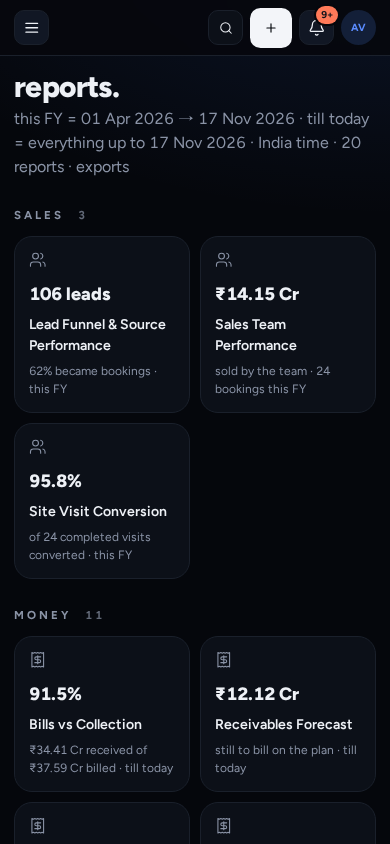 9+
AV
reports.
this FY = 01 Apr 2026 → 17 Nov 2026 · till today
= everything up to 17 Nov 2026 · India time · 20
reports · exports
SALES 3
106 leads
Lead Funnel & Source
Performance
62% became bookings ·
this FY
₹14.15 Cr
Sales Team
Performance
sold by the team · 24
bookings this FY
95.8%
Site Visit Conversion
of 24 completed visits
converted · this FY
MONEY 11
91.5%
Bills vs Collection
₹34.41 Cr received of
₹37.59 Cr billed · till today
₹12.12 Cr
Receivables Forecast
still to bill on the plan · till
today